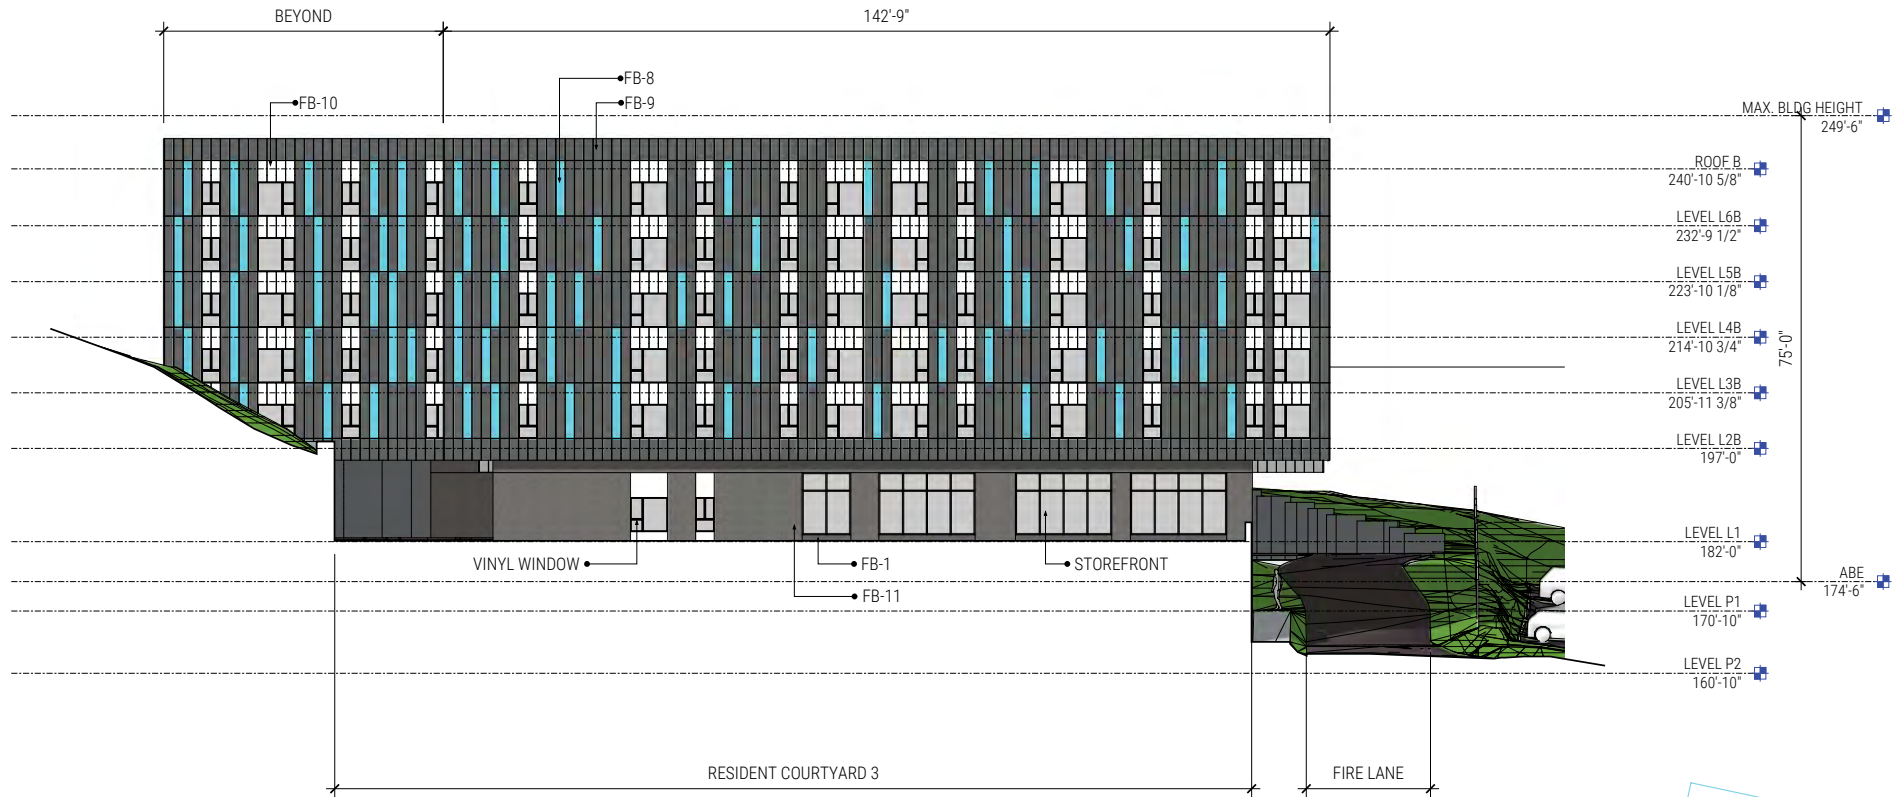 BEYOND
142'-9"
FB-8
FB-10
FB-9
MAX. BLDG HEIGHT
249'-6"
ROOF B
240'-10 5/8"
LEVEL L6B
232'-9 1/2"
LEVEL L5B
223'-10 1/8"
LEVEL L4B
214'-10 3/4"
75'-0"
LEVEL L3B
205'-11 3/8"
LEVEL L2B
197'-0"
LEVEL L1
182'-0"
VINYL WINDOW
FB-1
STOREFRONT
ABE
174'-6"
FB-11
LEVEL P1
170'-10"
LEVEL P2
160'-10"
RESIDENT COURTYARD 3
FIRE LANE